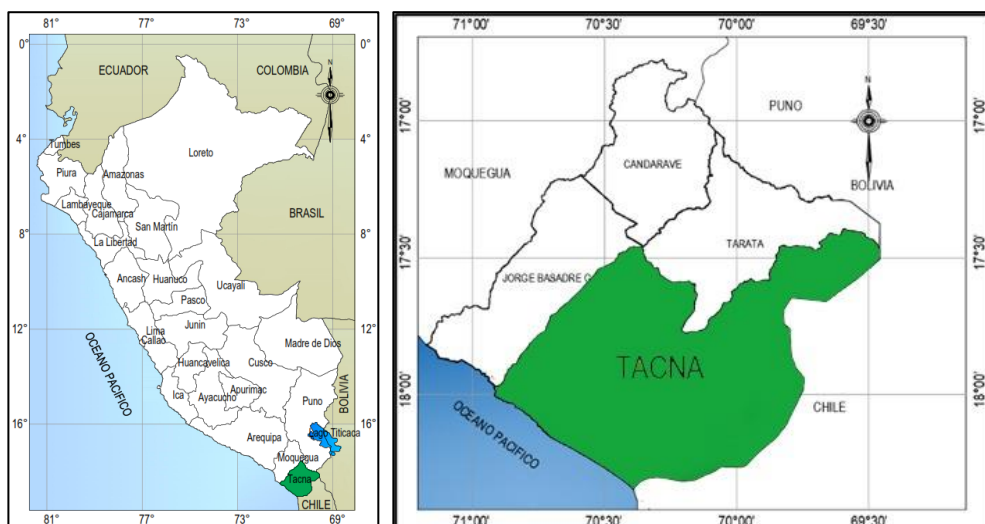 81° 77° 73° 69°
0° 0°
ECUADOR COLOMBIA
N
4° 4°
Tumbes
Loreto
Piura Amazonas
Lambayeque
Cajamarca
San Martín
BRASIL
8° 8°
La Libertad
Ancash Huanuco
Ucayali
Pasco
Junin
12° 12°
Lima
Callao
Madre de Dios
Huancavelica Cusco
Apurimac
Ica Ayacucho
Puno
BOLIVIA
OCEANO PACIFICO
16° 16°
Lago Titicaca
Arequipa
Moquegua
Tacna
CHILE
81° 77° 73° 69°
71°00' 70°30' 70°00' 69°30'
N
17°00' 17°00'
PUNO
CANDARAVE
MOQUEGUA
BOLIVIA
TARATA
17°30' 17°30'
JORGE BASADRE G
TACNA
18°00' 18°00'
CHILE
OCEANO PACIFICO
71°00' 70°30' 70°00' 69°30'